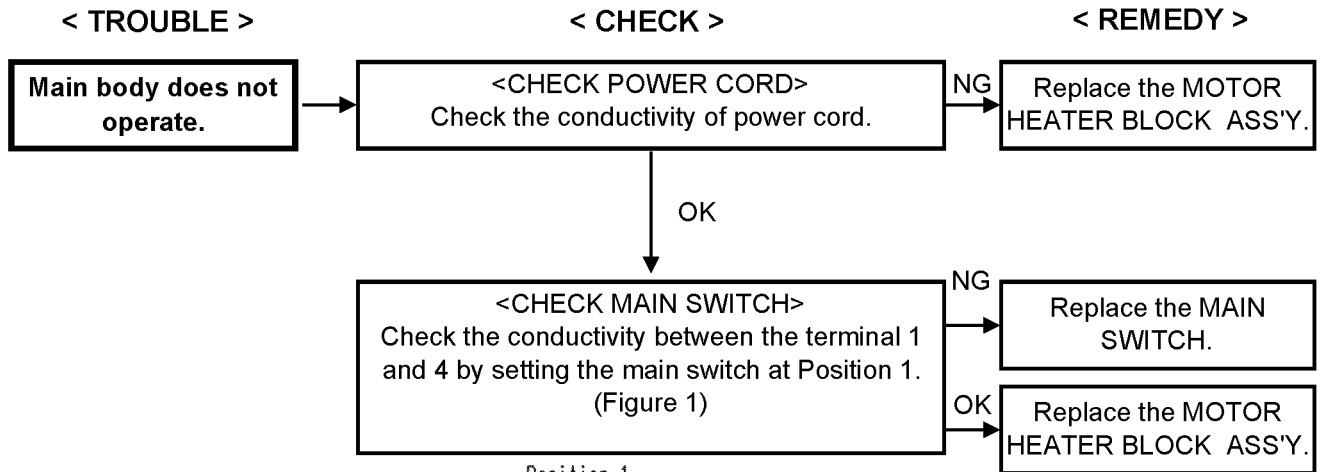 < TROUBLE >
< CHECK >
< REMEDY >
Main body does not
operate.
<CHECK POWER CORD>
Check the conductivity of power cord.
NG
Replace the MOTOR
HEATER BLOCK ASS'Y.
OK
<CHECK MAIN SWITCH>
Check the conductivity between the terminal 1
and 4 by setting the main switch at Position 1.
(Figure 1)
NG
Replace the MAIN
SWITCH.
OK
Replace the MOTOR
HEATER BLOCK ASS'Y.
Position 1